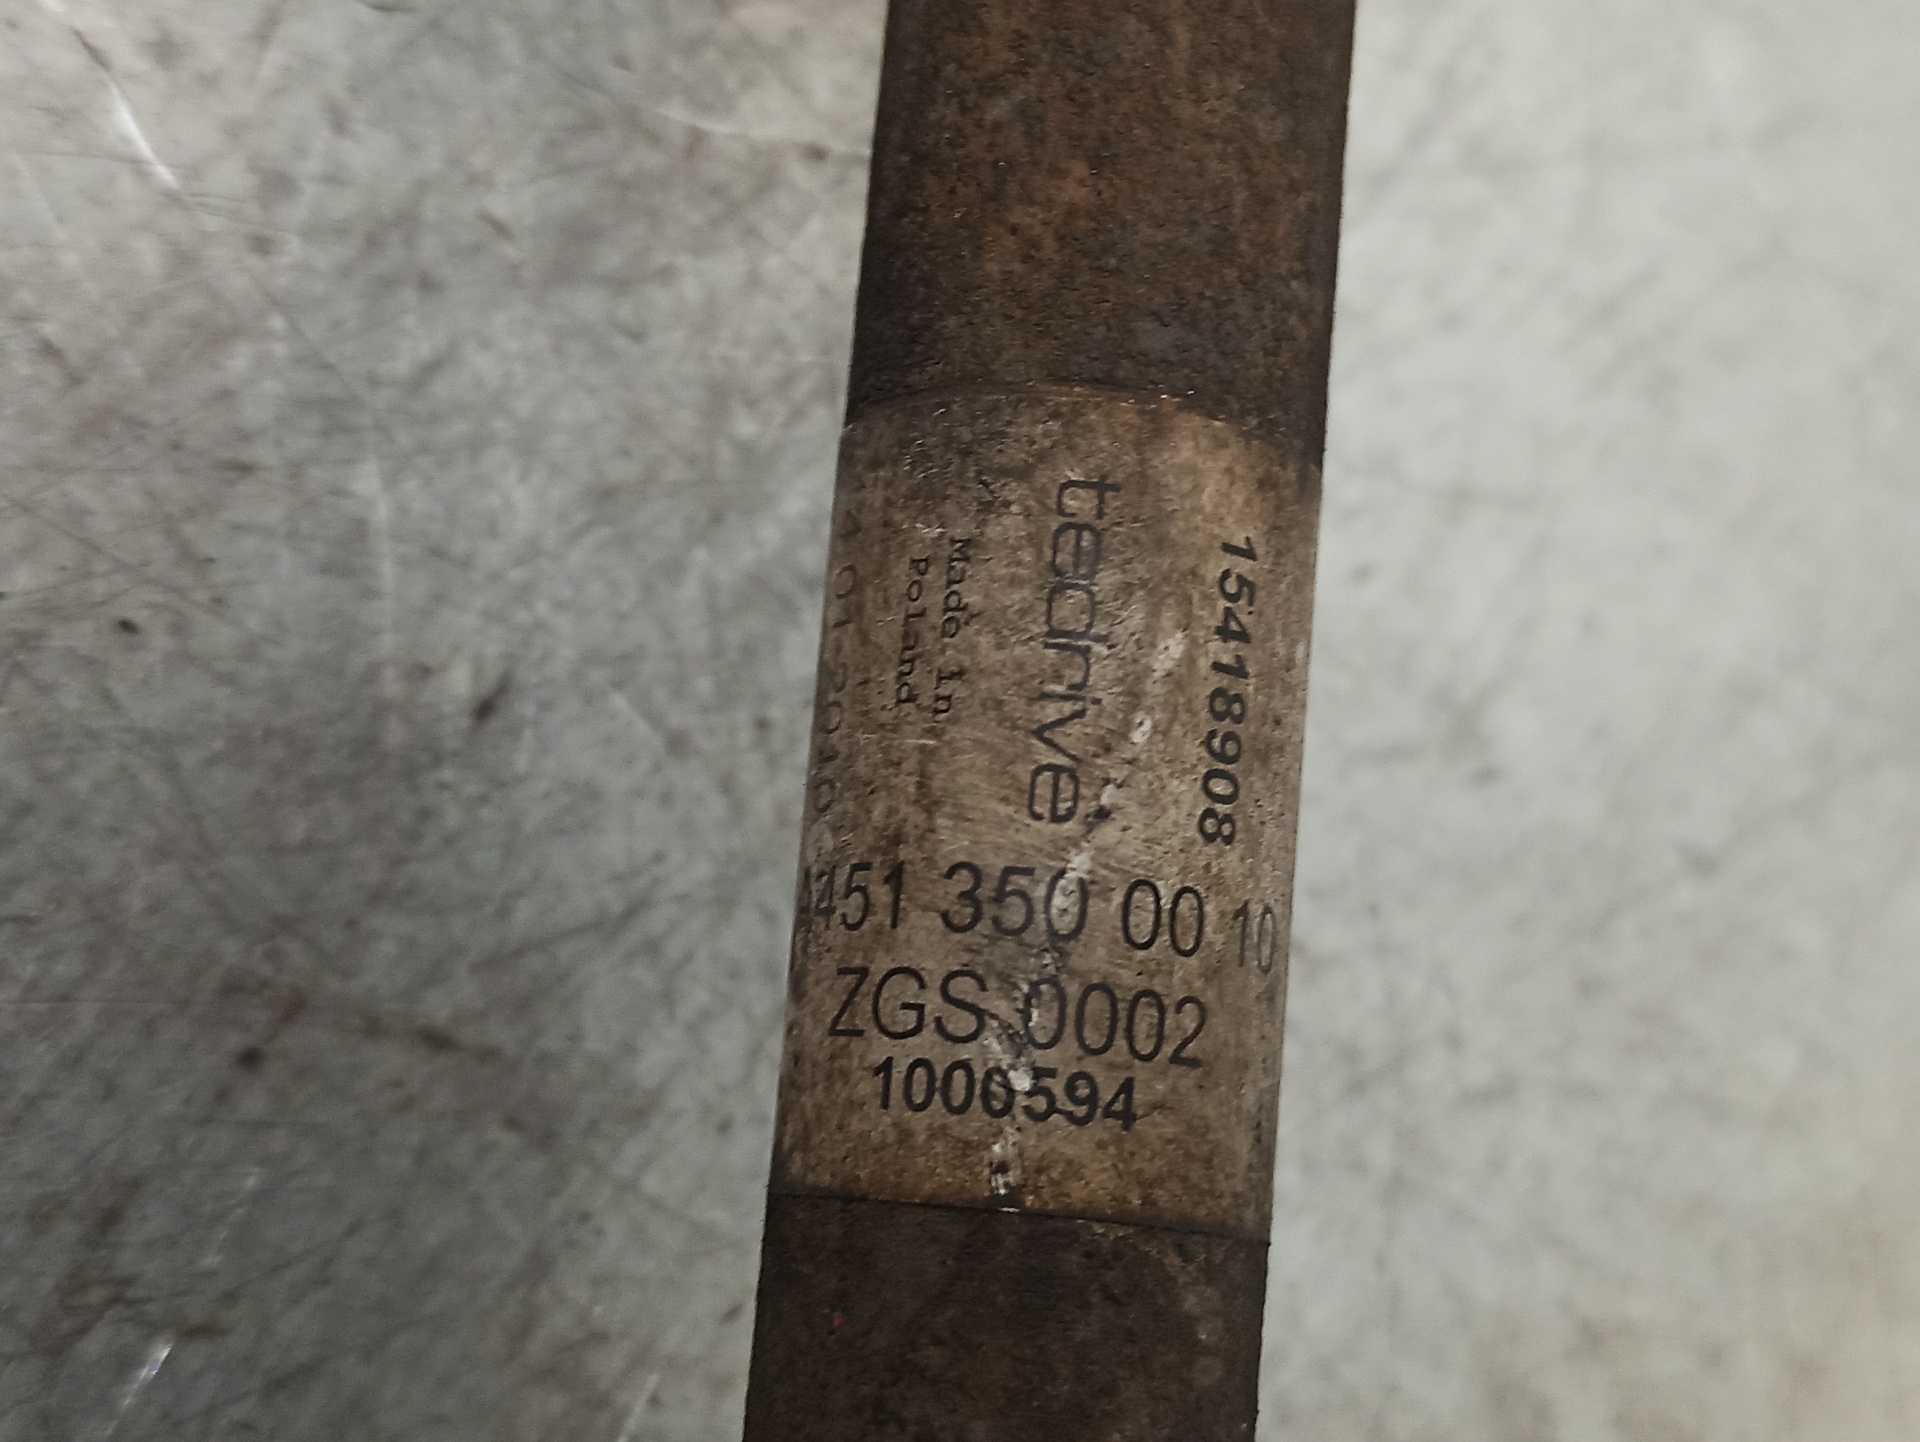 15418908
tedrive
Made in
Poland
A451 350 00 10
ZGS 0002
1000594